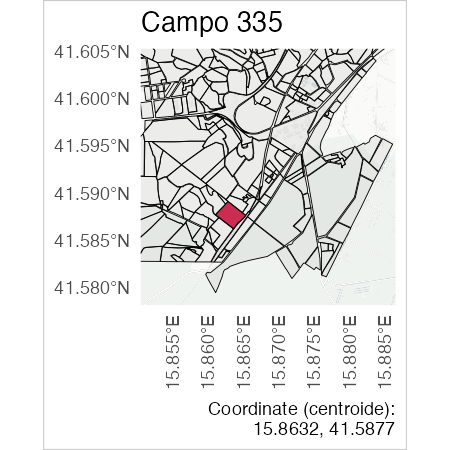 Campo 335
41.605°N
41.600°N
41.595°N
41.590°N
41.585°N
41.580°N
15.855°E
15.860°E
15.865°E
15.870°E
15.875°E
15.880°E
15.885°E
Coordinate (centroide):
15.8632, 41.5877